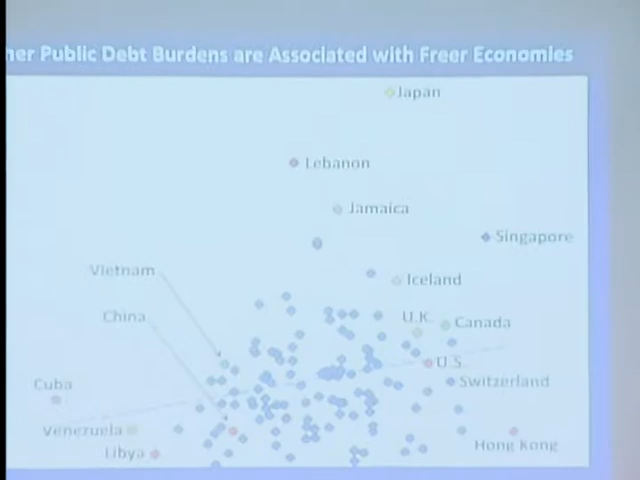 her Public Debt Burdens are Associated with Freer Economies
Japan
Lebanon
Jamaica
Singapore
Vietnam
Iceland
China
U.K.
Canada
U.S.
Cuba
Switzerland
Venezuela
Hong Kong
Libya